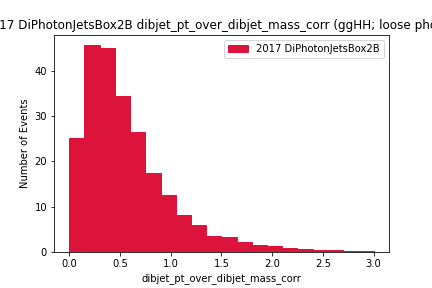 17 DiPhotonJetsBox2B dibjet_pt_over_dibjet_mass_corr (ggHH; loose pho
2017 DiPhotonJetsBox2B
Number of Events
40
30
20
10
0
0.0 0.5 1.0 1.5 2.0 2.5 3.0
dibjet_pt_over_dibjet_mass_corr